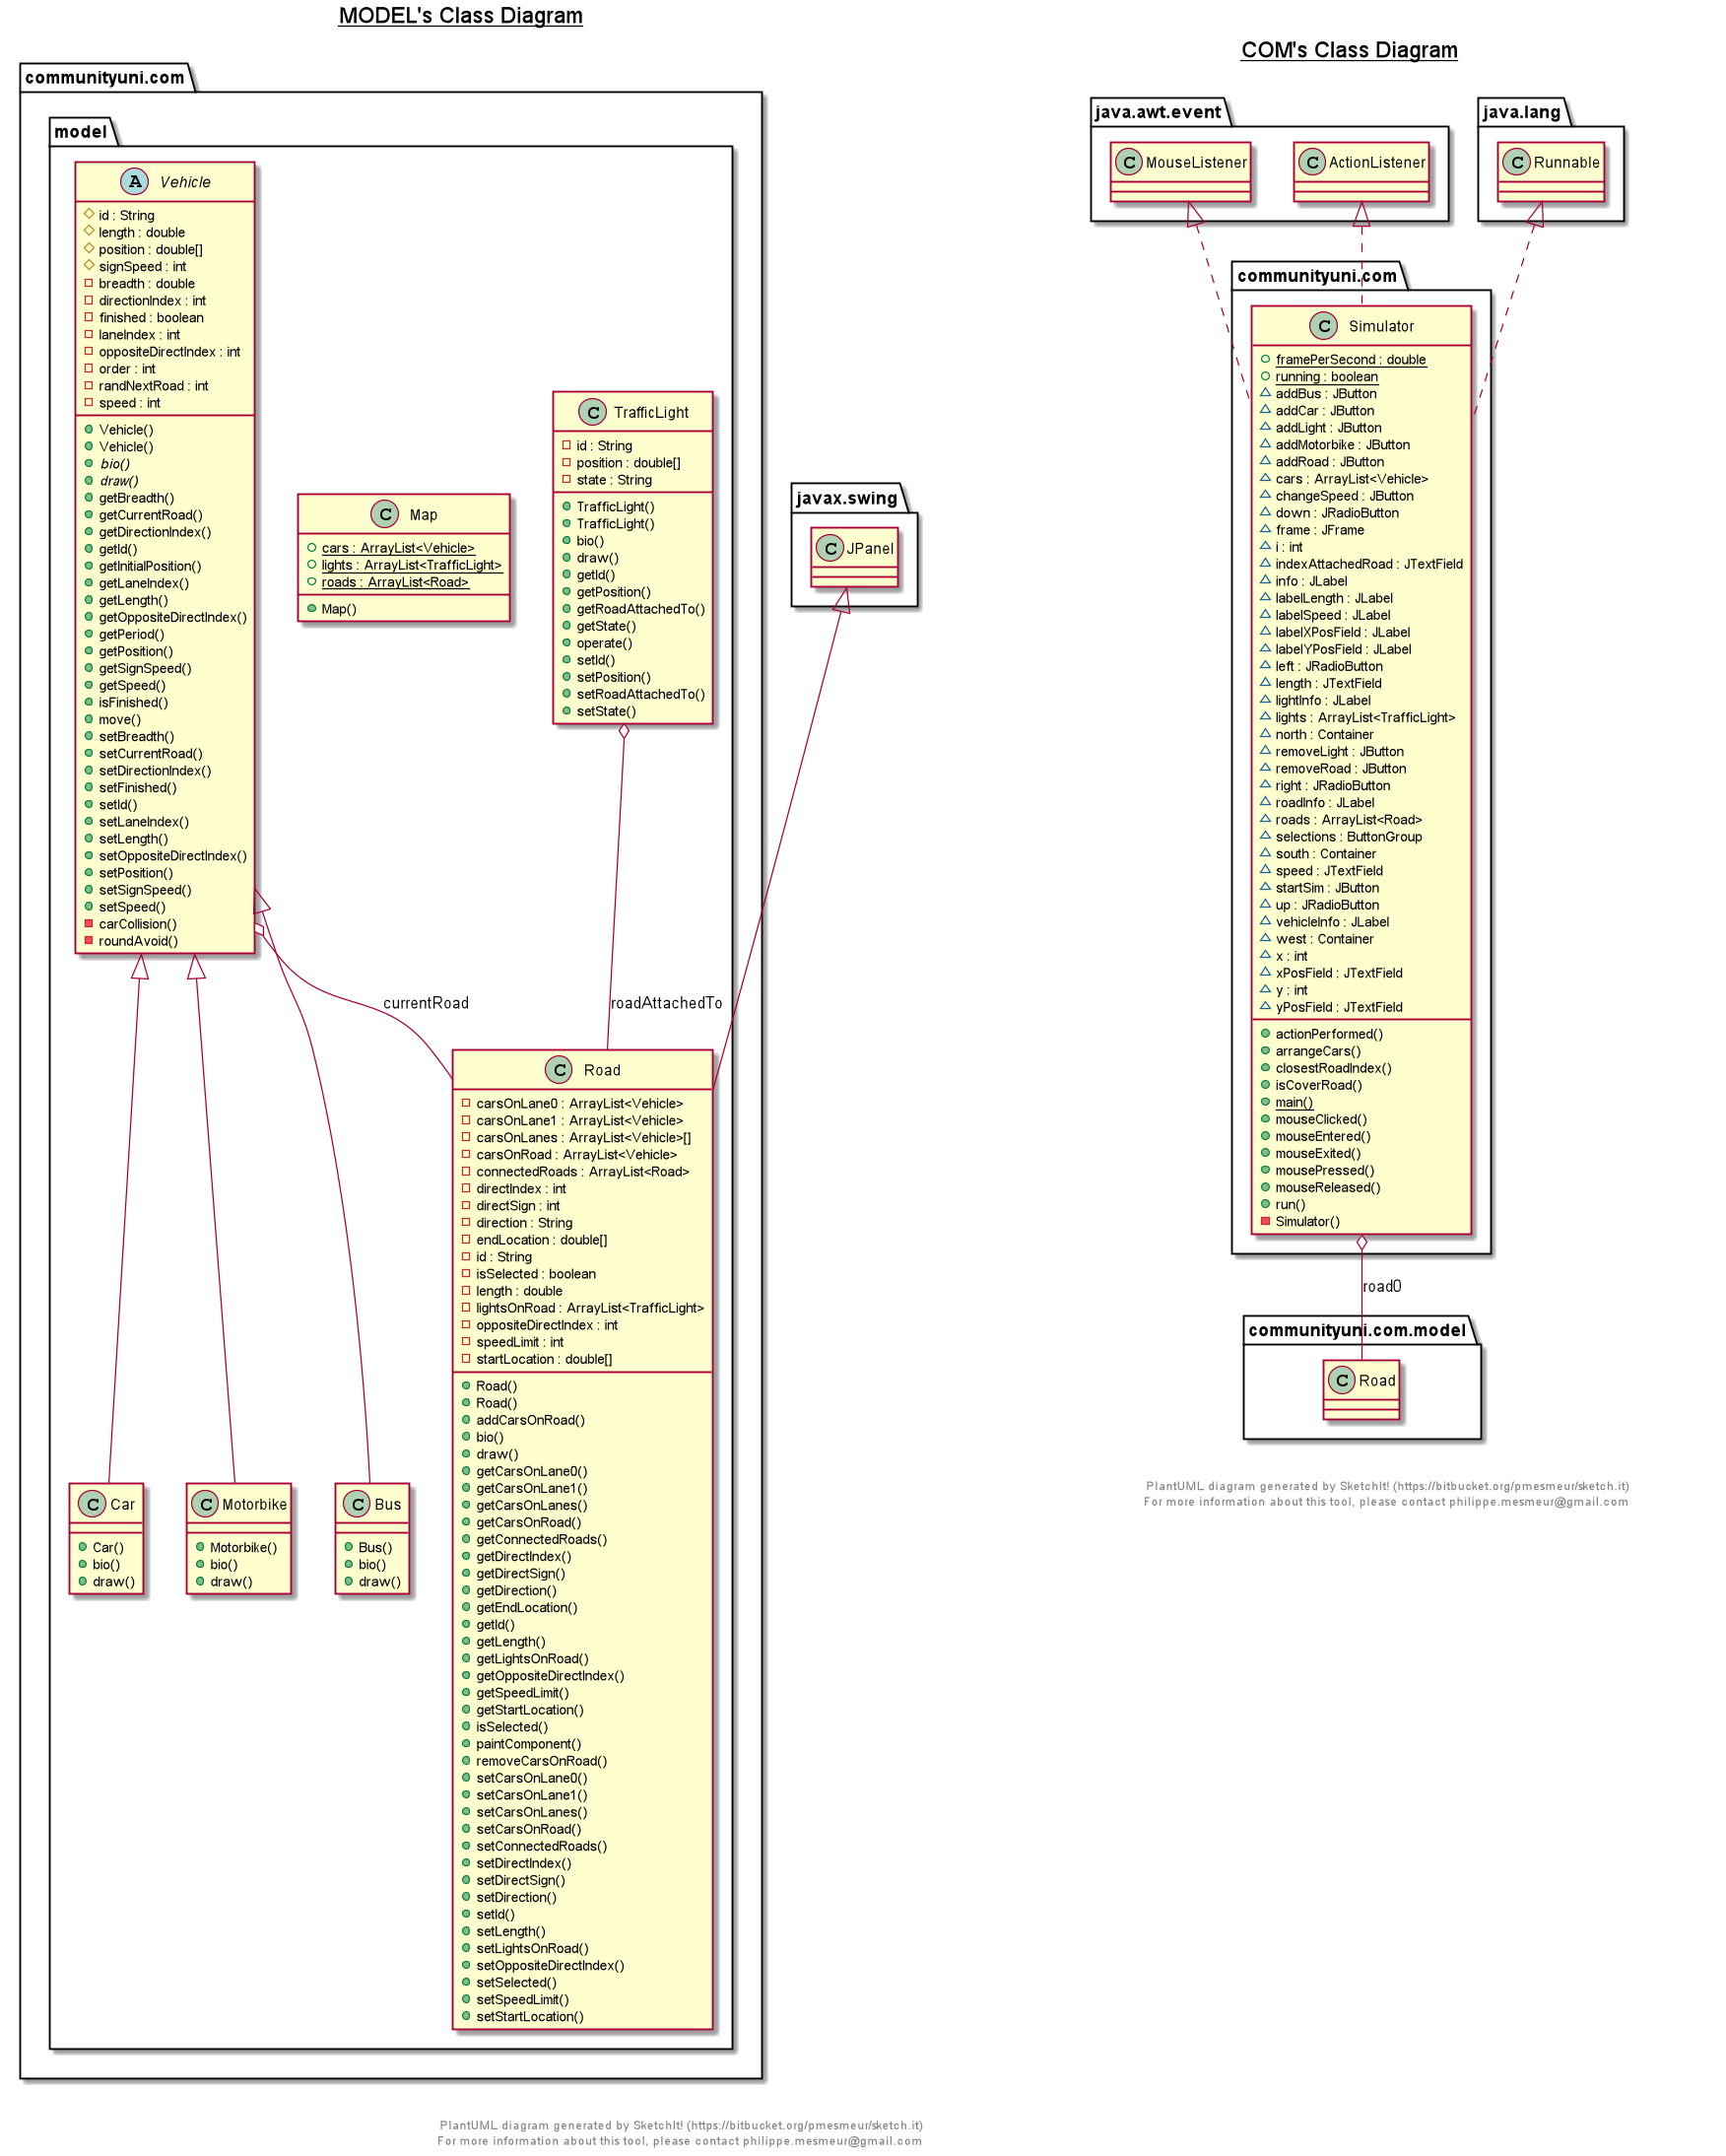 MODEL's Class Diagram
communityuni.com
model
Vehicle
id : String
length : double
position : double[]
signSpeed : int
breadth : double
directionIndex : int
finished : boolean
laneIndex : int
oppositeDirectIndex : int
order : int
randNextRoad : int
speed : int
Vehicle()
Vehicle()
bio()
draw()
getBreadth()
getCurrentRoad()
getDirectionIndex()
getId()
getInitialPosition()
getLaneIndex()
getLength()
getOppositeDirectIndex()
getPeriod()
getPosition()
getSignSpeed()
getSpeed()
isFinished()
move()
setBreadth()
setCurrentRoad()
setDirectionIndex()
setFinished()
setId()
setLaneIndex()
setLength()
setOppositeDirectIndex()
setPosition()
setSignSpeed()
setSpeed()
carCollision()
roundAvoid()
Map
cars : ArrayList<Vehicle>
lights : ArrayList<TrafficLight>
roads : ArrayList<Road>
Map()
TrafficLight
id : String
position : double[]
state : String
TrafficLight()
TrafficLight()
bio()
draw()
getId()
getPosition()
getRoadAttachedTo()
getState()
operate()
setId()
setPosition()
setRoadAttachedTo()
setState()
javax.swing
JPanel
currentRoad
roadAttachedTo
Road
carsOnLane0 : ArrayList<Vehicle>
carsOnLane1 : ArrayList<Vehicle>
carsOnLanes : ArrayList<Vehicle>[]
carsOnRoad : ArrayList<Vehicle>
connectedRoads : ArrayList<Road>
directIndex : int
directSign : int
direction : String
endLocation : double[]
id : String
isSelected : boolean
length : double
lightsOnRoad : ArrayList<TrafficLight>
oppositeDirectIndex : int
speedLimit : int
startLocation : double[]
Road()
Road()
addCarsOnRoad()
bio()
draw()
getCarsOnLane0()
getCarsOnLane1()
getCarsOnLanes()
getCarsOnRoad()
getConnectedRoads()
getDirectIndex()
getDirectSign()
getDirection()
getEndLocation()
getId()
getLength()
getLightsOnRoad()
getOppositeDirectIndex()
getSpeedLimit()
getStartLocation()
isSelected()
paintComponent()
removeCarsOnRoad()
setCarsOnLane0()
setCarsOnLane1()
setCarsOnLanes()
setCarsOnRoad()
setConnectedRoads()
setDirectIndex()
setDirectSign()
setDirection()
setId()
setLength()
setLightsOnRoad()
setOppositeDirectIndex()
setSelected()
setSpeedLimit()
setStartLocation()
Car
Car()
bio()
draw()
Motorbike
Motorbike()
bio()
draw()
Bus
Bus()
bio()
draw()
PlantUML diagram generated by SketchIt! (https://bitbucket.org/pmesmeur/sketch.it)
For more information about this tool, please contact philippe.mesmeur@gmail.com
COM's Class Diagram
java.awt.event
MouseListener
ActionListener
java.lang
Runnable
communityuni.com
Simulator
framePerSecond : double
running : boolean
addBus : JButton
addCar : JButton
addLight : JButton
addMotorbike : JButton
addRoad : JButton
cars : ArrayList<Vehicle>
changeSpeed : JButton
down : JRadioButton
frame : JFrame
i : int
indexAttachedRoad : JTextField
info : JLabel
labelLength : JLabel
labelSpeed : JLabel
labelXPosField : JLabel
labelYPosField : JLabel
left : JRadioButton
length : JTextField
lightInfo : JLabel
lights : ArrayList<TrafficLight>
north : Container
removeLight : JButton
removeRoad : JButton
right : JRadioButton
roadInfo : JLabel
roads : ArrayList<Road>
selections : ButtonGroup
south : Container
speed : JTextField
startSim : JButton
up : JRadioButton
vehicleInfo : JLabel
west : Container
x : int
xPosField : JTextField
y : int
yPosField : JTextField
actionPerformed()
arrangeCars()
closestRoadIndex()
isCoverRoad()
main()
mouseClicked()
mouseEntered()
mouseExited()
mousePressed()
mouseReleased()
run()
Simulator()
road0
communityuni.com.model
Road
PlantUML diagram generated by SketchIt! (https://bitbucket.org/pmesmeur/sketch.it)
For more information about this tool, please contact philippe.mesmeur@gmail.com